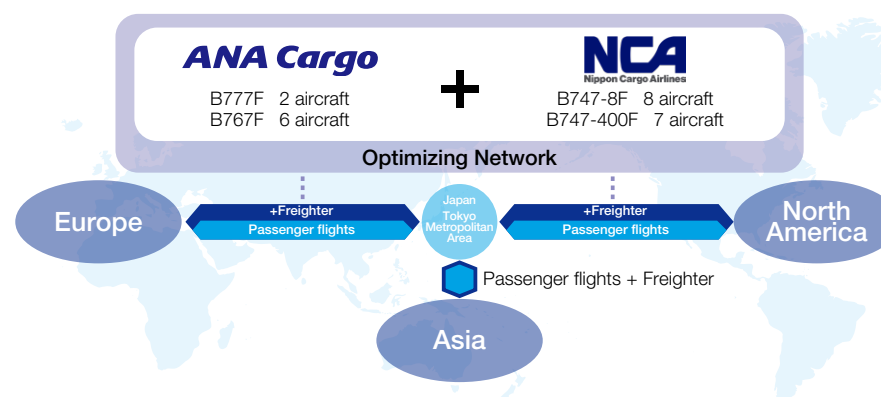 ANA Cargo
B777F 2 aircraft
B767F 6 aircraft
+
NCA
Nippon Cargo Airlines
B747-8F 8 aircraft
B747-400F 7 aircraft
Optimizing Network
Europe
+Freighter
Passenger flights
Japan
Tokyo
Metropolitan
Area
+Freighter
Passenger flights
North
America
Passenger flights + Freighter
Asia